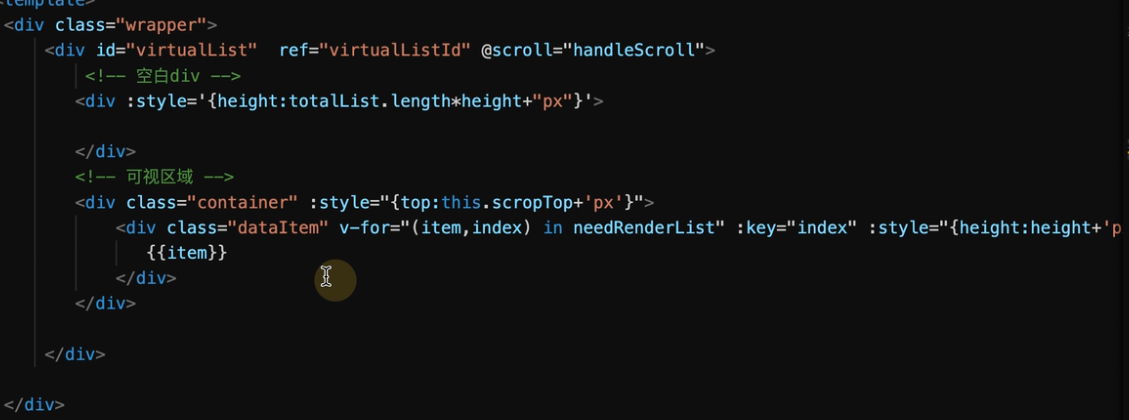 <template>
<div class="wrapper">
<div id="virtualList" ref="virtualListId" @scroll="handleScroll">
<!-- 空白div -->
<div :style='{height:totalList.length*height+"px"}'>
</div>
<!-- 可视区域 -->
<div class="container" :style="{top:this.scropTop+'px'}">
<div class="dataItem" v-for="(item,index) in needRenderList" :key="index" :style="{height:height+'p
{{item}}
</div>
</div>
</div>
</div>